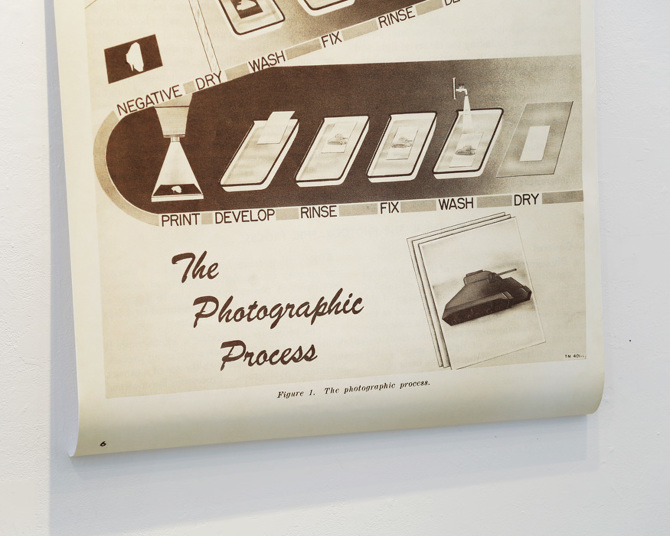 NEGATIVE DRY WASH FIX RINSE
PRINT DEVELOP RINSE FIX WASH DRY
The
Photographic
Process
Figure 1. The photographic process.
6